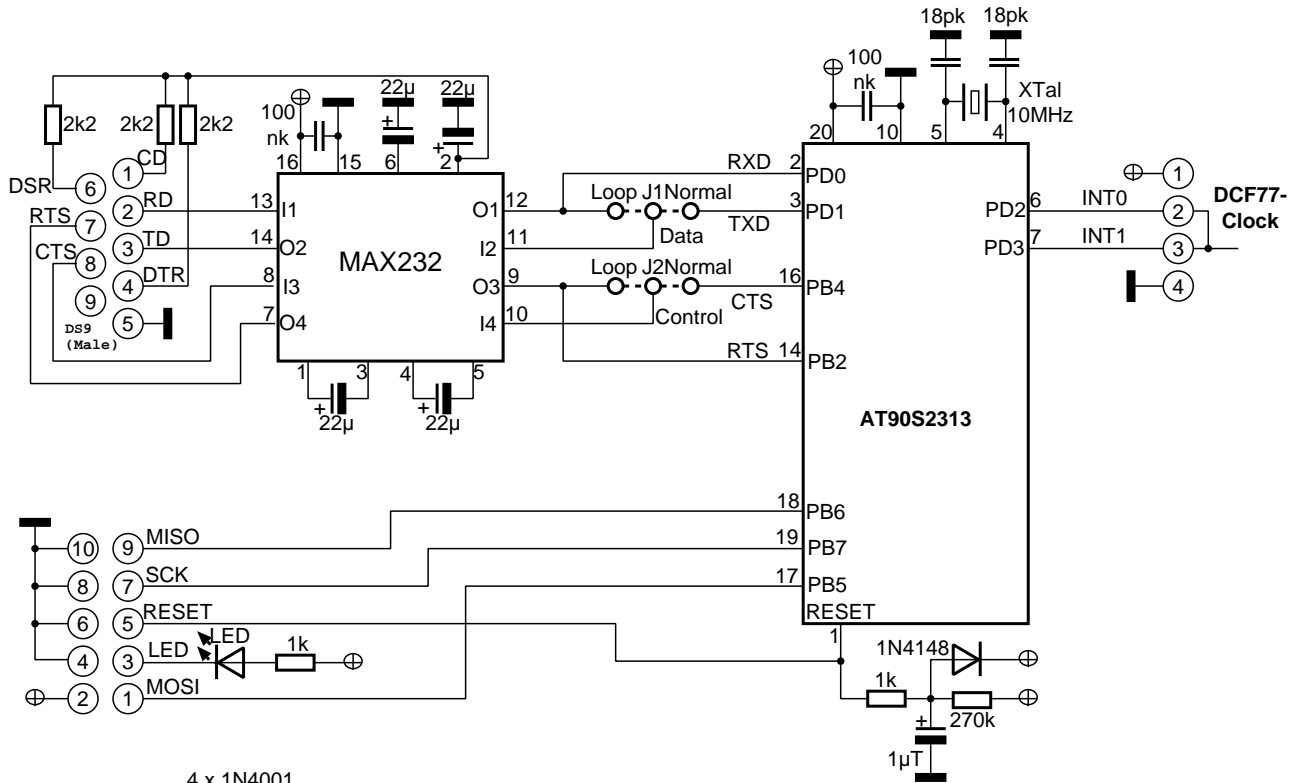 18pk
18pk
XTal
10MHz
100
nk
20
10
5
4
22µ
22µ
100
nk
16
15
6
+
2
+
2k2
2k2
2k2
CD
1
DSR
6
RD
2
RTS
7
TD
3
CTS
8
DTR
4
9
DS9
(Male)
5
13
I1
14
O2
8
I3
7
O4
MAX232
O1
12
I2
11
O3
9
I4
10
1
3
4
5
+
22µ
+
22µ
Loop J1Normal
Data
Loop J2Normal
Control
RXD
2
PD0
TXD
3
PD1
CTS
16
PB4
RTS
14
PB2
AT90S2313
PD2
6
INT0
PD3
7
INT1
1
2
3
4
DCF77-
Clock
18
PB6
19
PB7
17
PB5
RESET
1
10
9
MISO
8
7
SCK
6
5
RESET
4
3
LED
LED
1k
2
1
MOSI
1N4148
1k
270k
+
1µT
4 x 1N4001